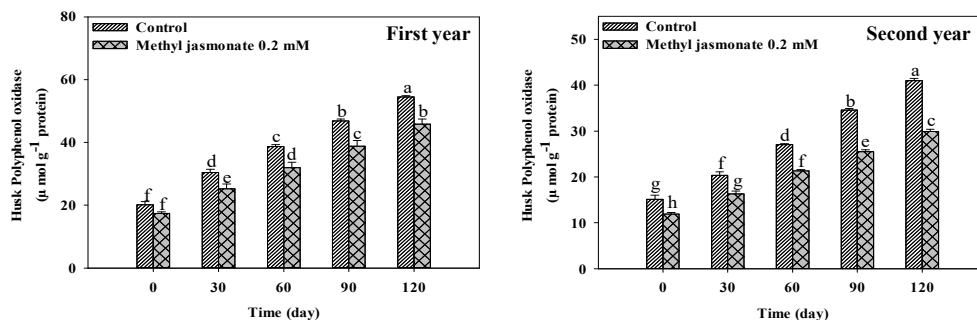 Control
Methyl jasmonate 0.2 mM
First year
Husk Polyphenol oxidase
(μ mol g⁻¹ protein)
80
60
40
20
0
f
f
d
e
c
d
b
c
a
b
0 30 60 90 120
Time (day)
Control
Methyl jasmonate 0.2 mM
Second year
Husk Polyphenol oxidase
(μ mol g⁻¹ protein)
50
40
30
20
10
0
g
h
f
g
d
f
b
e
a
c
0 30 60 90 120
Time (day)